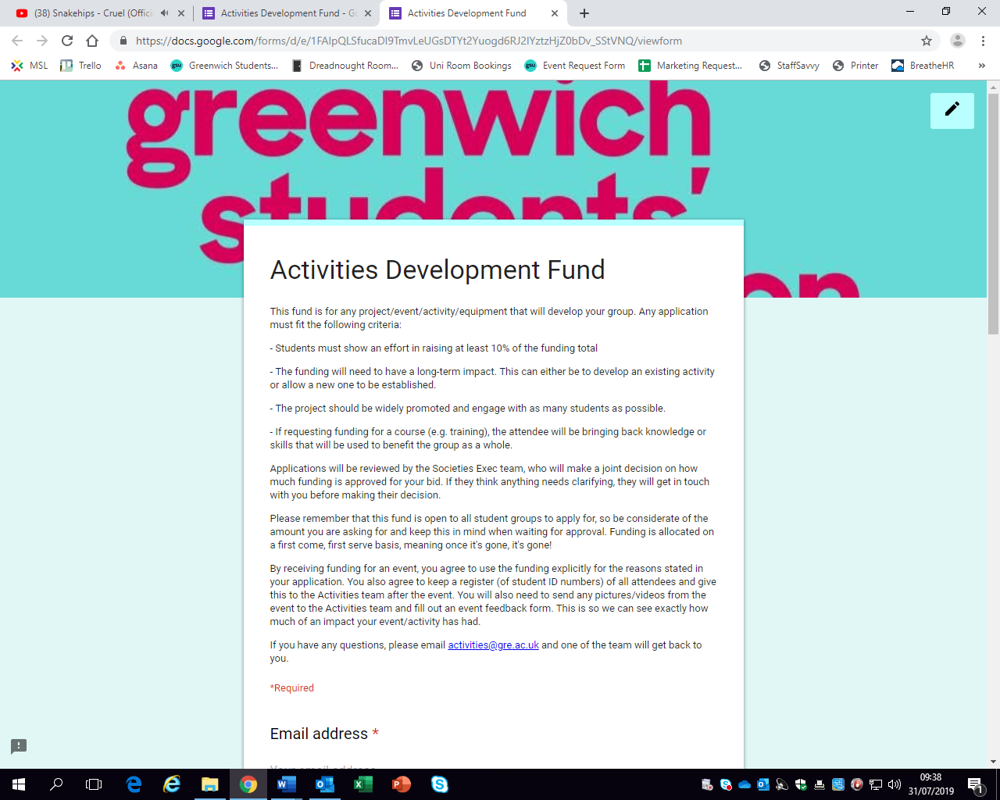 (38) Snakehips - Cruel (Offici
Activities Development Fund - Go
Activities Development Fund
https://docs.google.com/forms/d/e/1FAIpQLSfucaDI9TmvLeUGsDTYt2Yuogd6RJ2IYztzHjZ0bDv_SStVNQ/viewform
MSL Trello Asana Greenwich Students... Dreadnought Room... Uni Room Bookings Event Request Form Marketing Request... StaffSavvy Printer BreatheHR »
greenwich
students'
on
Activities Development Fund
This fund is for any project/event/activity/equipment that will develop your group. Any application
must fit the following criteria:
- Students must show an effort in raising at least 10% of the funding total
- The funding will need to have a long-term impact. This can either be to develop an existing activity
or allow a new one to be established.
- The project should be widely promoted and engage with as many students as possible.
- If requesting funding for a course (e.g. training), the attendee will be bringing back knowledge or
skills that will be used to benefit the group as a whole.
Applications will be reviewed by the Societies Exec team, who will make a joint decision on how
much funding is approved for your bid. If they think anything needs clarifying, they will get in touch
with you before making their decision.
Please remember that this fund is open to all student groups to apply for, so be considerate of the
amount you are asking for and keep this in mind when waiting for approval. Funding is allocated on
a first come, first serve basis, meaning once it's gone, it's gone!
By receiving funding for an event, you agree to use the funding explicitly for the reasons stated in
your application. You also agree to keep a register (of student ID numbers) of all attendees and give
this to the Activities team after the event. You will also need to send any pictures/videos from the
event to the Activities team and fill out an event feedback form. This is so we can see exactly how
much of an impact your event/activity has had.
If you have any questions, please email activities@gre.ac.uk and one of the team will get back to
you.
*Required
Email address *
Your email address
09:38
31/07/2019
1